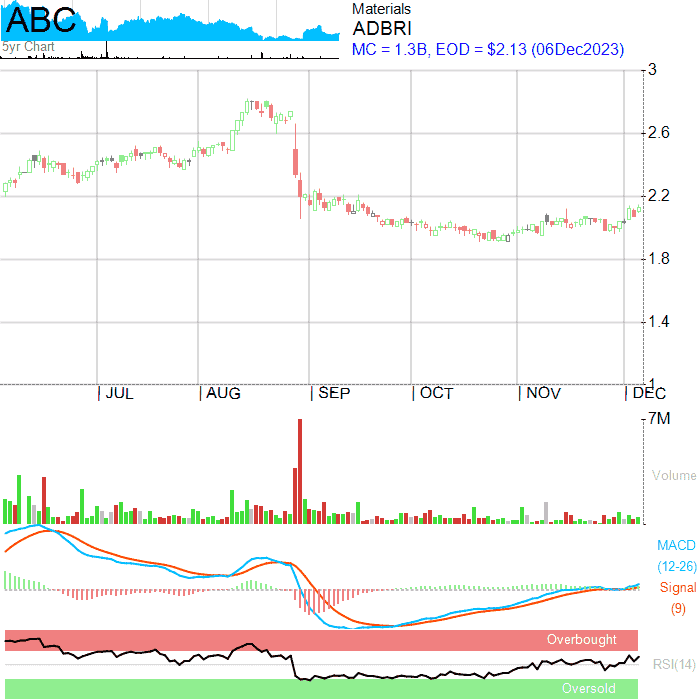 ABC
5yr Chart
Materials
ADBRI
MC = 1.3B, EOD = $2.13 (06Dec2023)
3
2.6
2.2
1.8
1.4
1
JUL
AUG
SEP
OCT
NOV
DEC
7M
Volume
MACD
(12-26)
Signal
(9)
Overbought
RSI(14)
Oversold